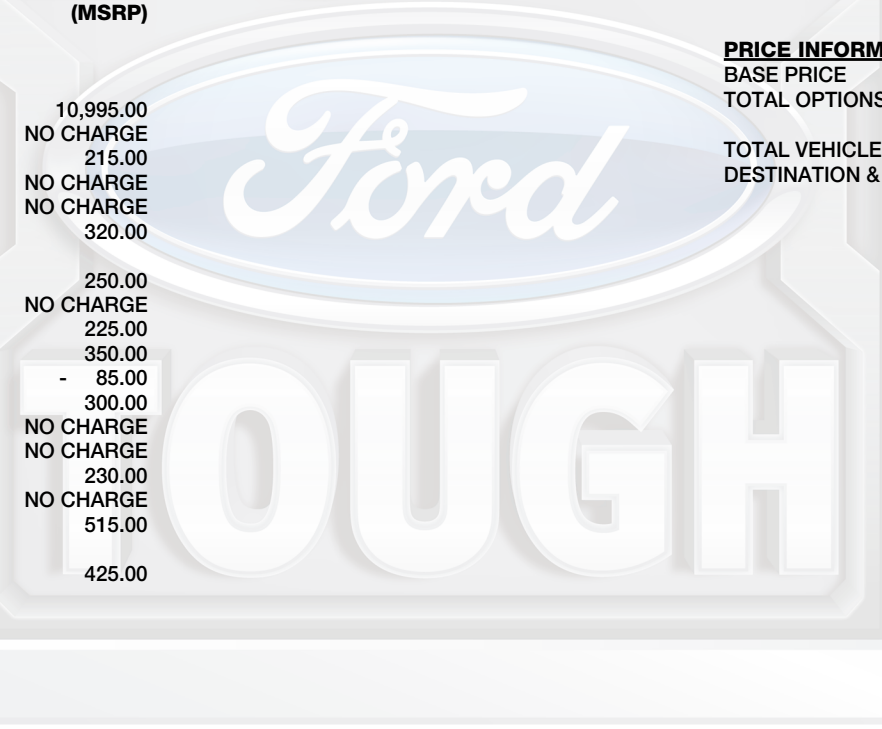 (MSRP)
10,995.00
NO CHARGE
215.00
NO CHARGE
NO CHARGE
320.00
250.00
NO CHARGE
225.00
350.00
- 85.00
300.00
NO CHARGE
NO CHARGE
230.00
NO CHARGE
515.00
425.00
PRICE INFORM
BASE PRICE
TOTAL OPTIONS
TOTAL VEHICLE
DESTINATION &
Ford
TOUGH